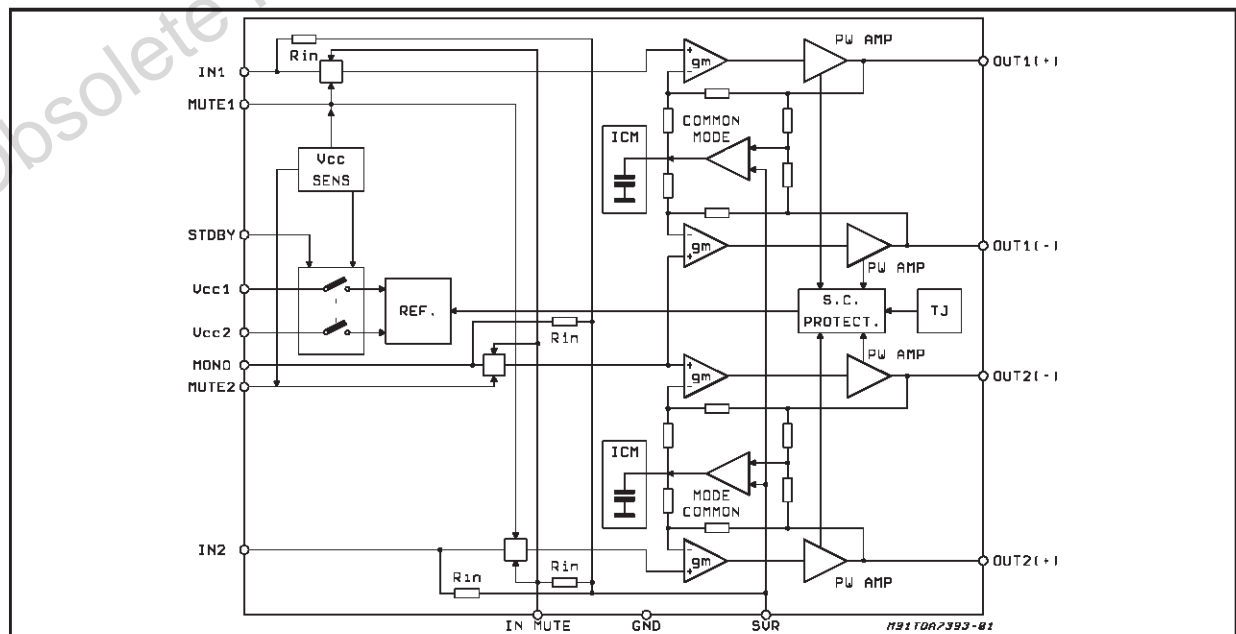 obsolete
PW AMP
Rin
gm
IN1
OUT1(+)
MUTE1
COMMON
MODE
ICM
Vcc
SENS
STDBY
gm
OUT1(-)
PW AMP
Vcc1
REF.
S.C.
PROTECT.
TJ
Vcc2
Rin
PW AMP
MONO
gm
OUT2(-)
MUTE2
ICM
MODE
COMMON
IN2
gm
OUT2(+)
Rin
Rin
PW AMP
IN MUTE
GND
SVR
M91TDA7393-01